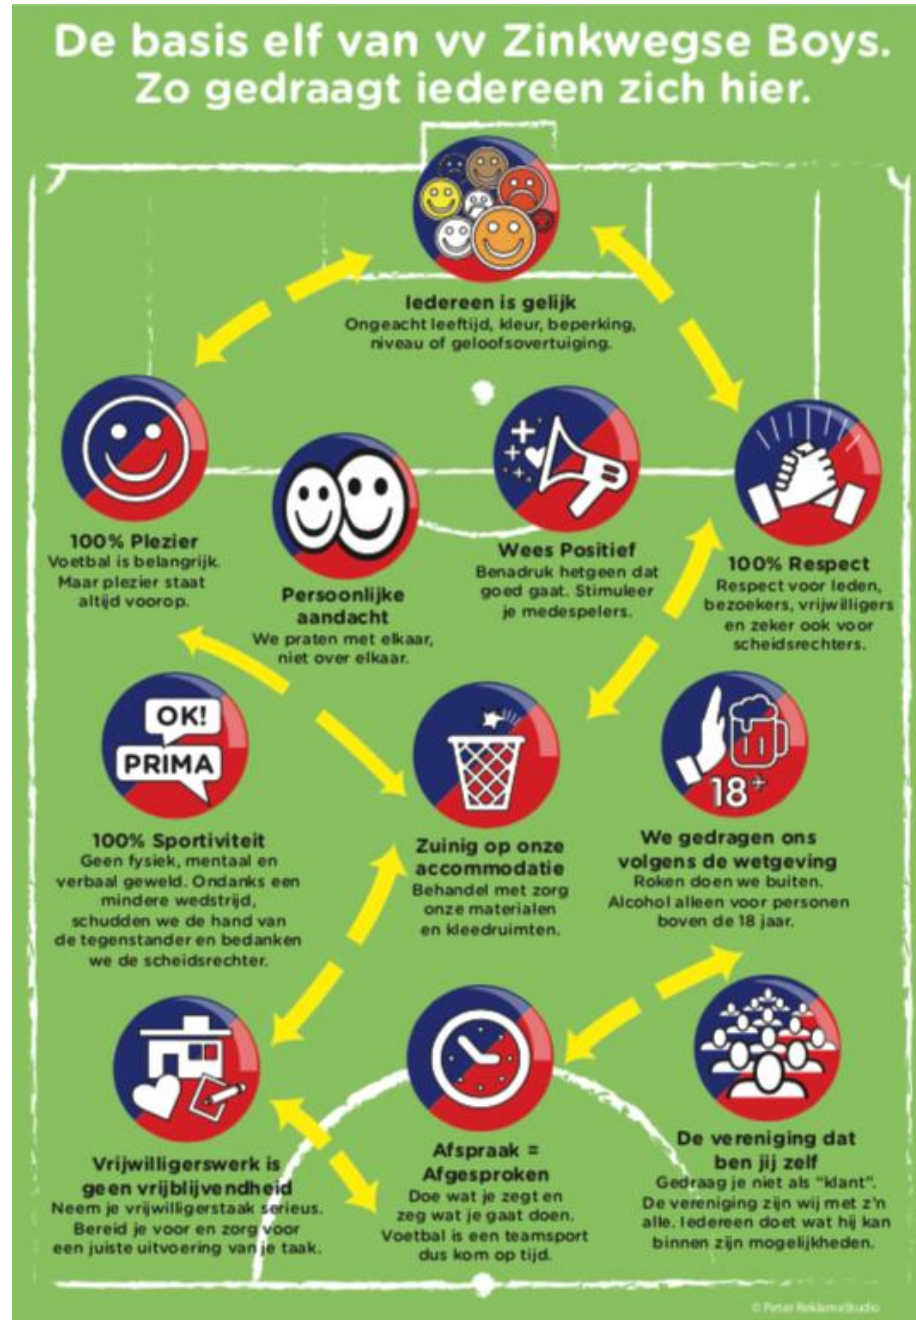 De basis elf van vv Zinkwegse Boys.
Zo gedraagt iedereen zich hier.
Iedereen is gelijk
Ongeacht leeftijd, kleur, beperking,
niveau of geloofsovertuiging.
100% Plezier
Voetbal is belangrijk.
Maar plezier staat
altijd voorop.
Persoonlijke
aandacht
We praten met elkaar,
niet over elkaar.
Wees Positief
Benadruk hetgeen dat
goed gaat. Stimuleer
je medespelers.
100% Respect
Respect voor leden,
bezoekers, vrijwilligers
en zeker ook voor
scheidsrechters.
OK!
PRIMA
100% Sportiviteit
Geen fysiek, mentaal en
verbaal geweld. Ondanks een
mindere wedstrijd,
schudden we de hand van
de tegenstander en bedanken
we de scheidsrechter.
Zuinig op onze
accommodatie
Behandel met zorg
onze materialen
en kleedruimten.
18+
We gedragen ons
volgens de wetgeving
Roken doen we buiten.
Alcohol alleen voor personen
boven de 18 jaar.
Vrijwilligerswerk is
geen vrijblijvendheid
Neem je vrijwilligerstaak serieus.
Bereid je voor en zorg voor
een juiste uitvoering van je taak.
Afspraak =
Afgesproken
Doe wat je zegt en
zeg wat je gaat doen.
Voetbal is een teamsport
dus kom op tijd.
De vereniging dat
ben jij zelf
Gedraag je niet als "klant".
De vereniging zijn wij met z'n
alle. Iedereen doet wat hij kan
binnen zijn mogelijkheden.
© Peter ReklameStudio